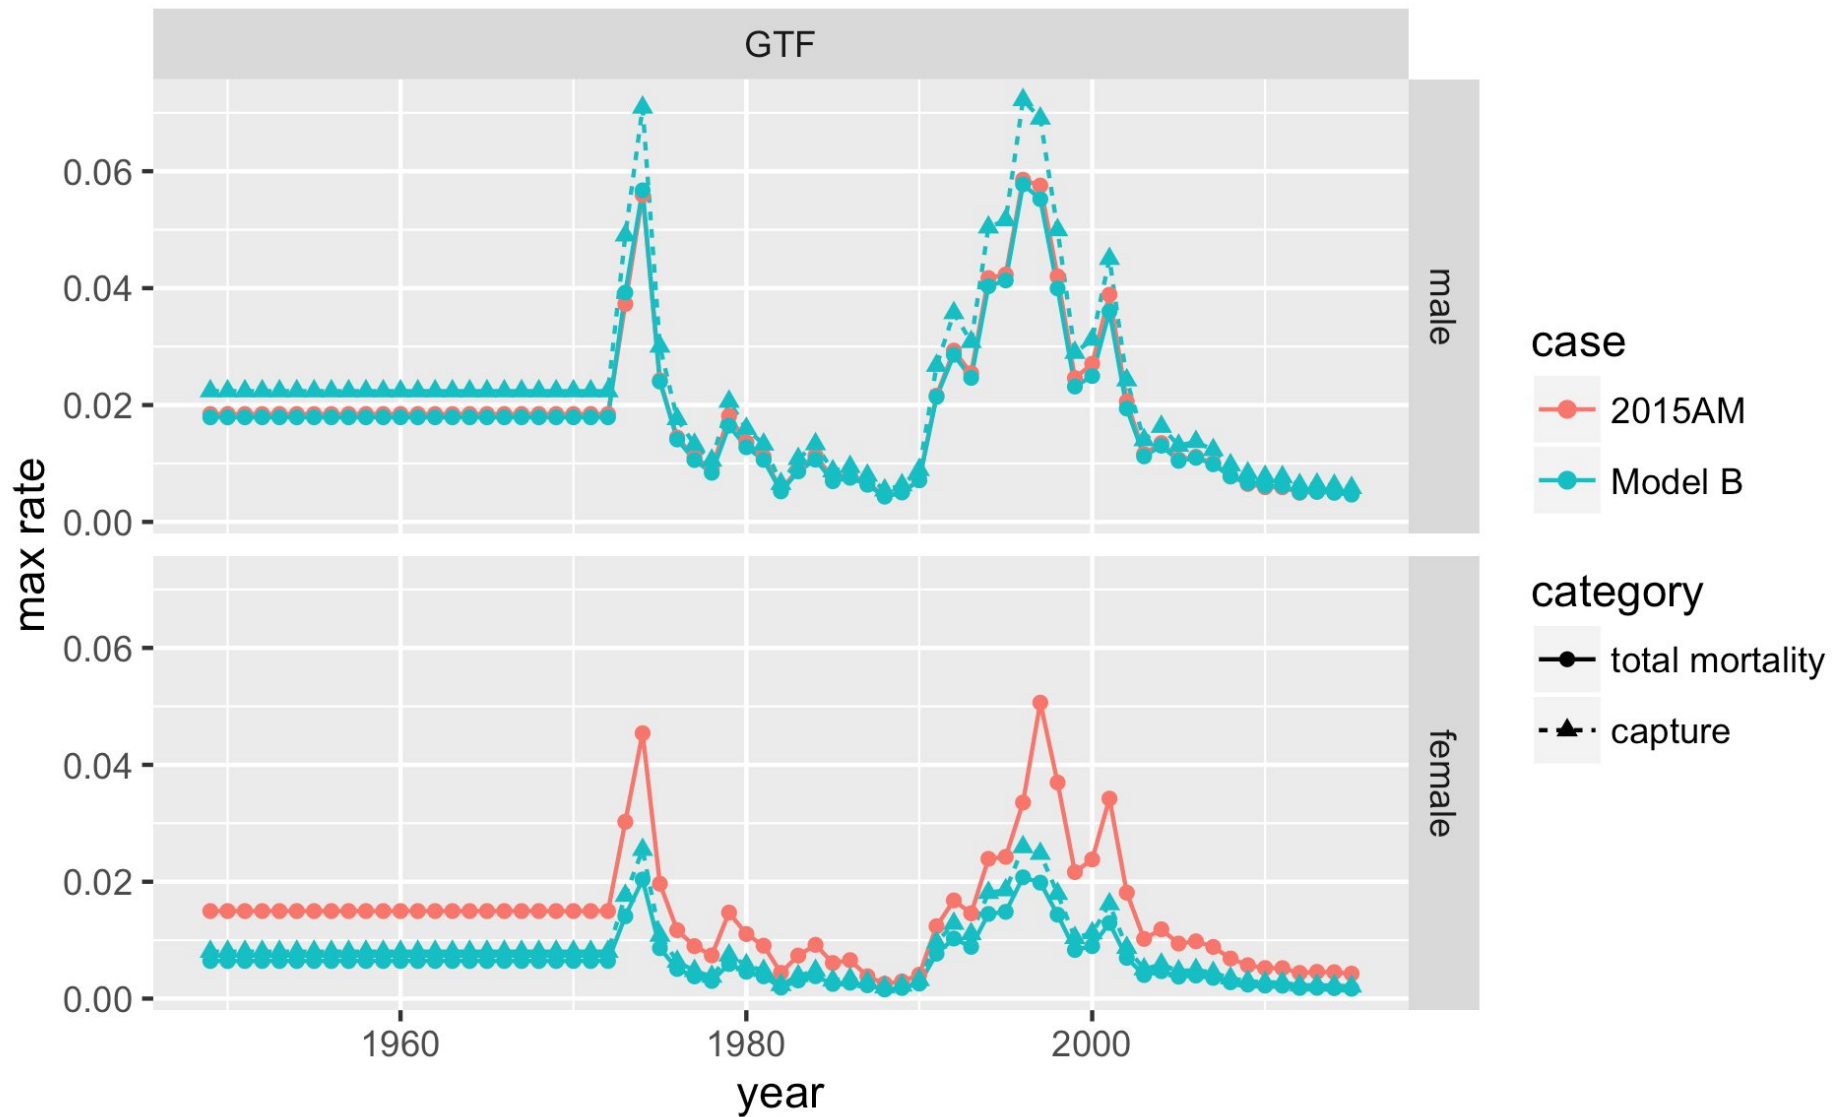 GTF
0.06
0.04
0.02
0.00
male
0.06
0.04
0.02
0.00
female
max rate
1960
1980
2000
year
case
2015AM
Model B
category
total mortality
capture